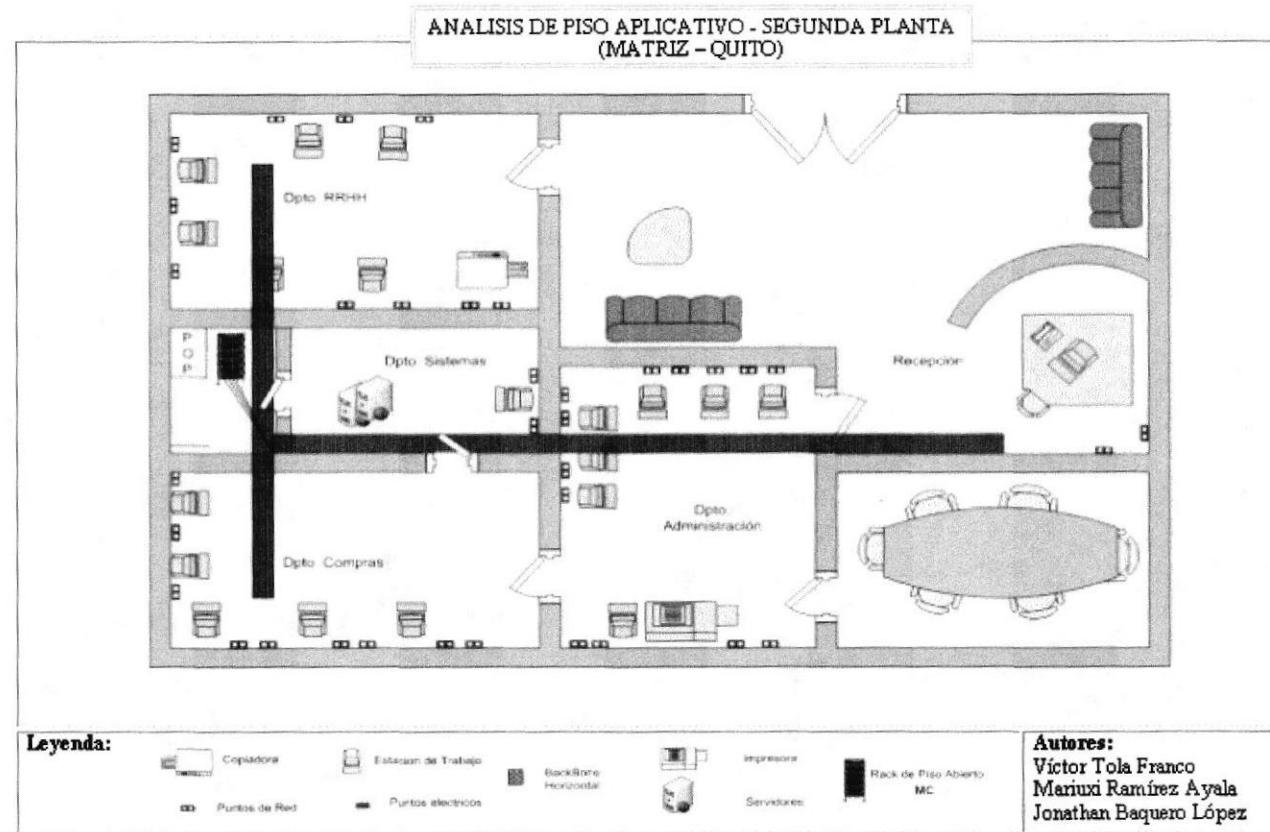 ANALISIS DE PISO APLICATIVO - SEGUNDA PLANTA
(MATRIZ – QUITO)
Dpto RRHH
P
O
P
Dpto Sistemas
Recepción
Dpto.
Administración
Dpto Compras
Leyenda:
Copiadora
Estacion de Trabajo
BackBone
Horizontal
Impresora
Rack de Piso Abierto
MC
Puntos de Red
Puntos electricos
Servidores
Autores:
Víctor Tola Franco
Mariuxi Ramírez Ayala
Jonathan Baquero López